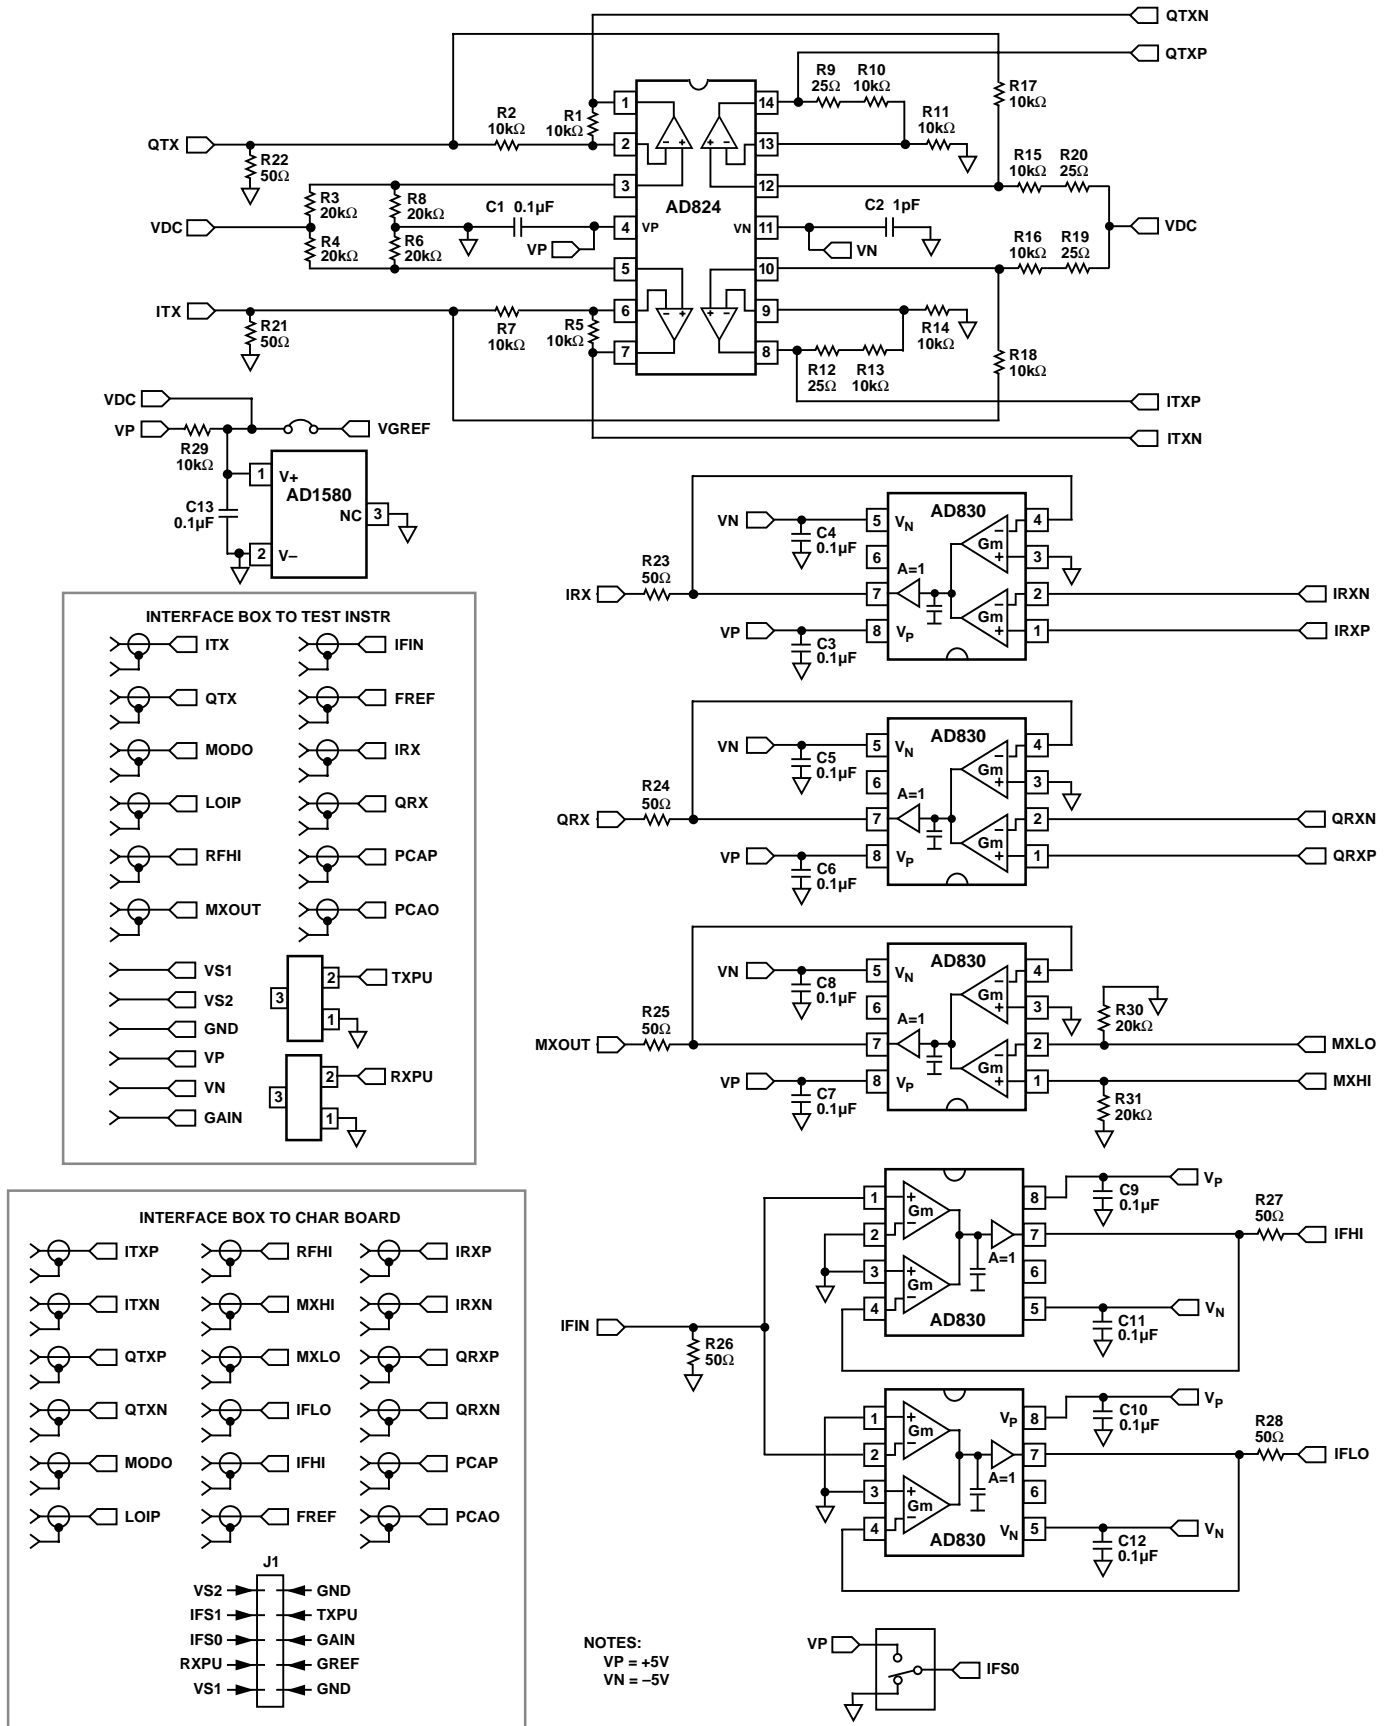 QTXN
QTXP
R9
25Ω
R10
10kΩ
R17
10kΩ
R2
10kΩ
R1
10kΩ
1
14
R11
10kΩ
QTX
2
13
R22
50Ω
R15
10kΩ
R20
25Ω
3
12
R3
20kΩ
R8
20kΩ
C1 0.1µF
AD824
C2 1pF
VDC
4
VP
VN
11
VDC
R4
20kΩ
R6
20kΩ
VP
VN
R16
10kΩ
R19
25Ω
5
10
ITX
6
9
R21
50Ω
R7
10kΩ
R5
10kΩ
R14
10kΩ
7
8
R12
25Ω
R13
10kΩ
R18
10kΩ
VDC
ITXP
VP
VGREF
ITXN
R29
10kΩ
1
V+
AD1580
C13
0.1µF
NC
3
2
V–
VN
5
VN
AD830
4
C4
0.1µF
6
Gm
3
R23
50Ω
A=1
IRX
7
2
IRXN
VP
8
VP
Gm
1
IRXP
C3
0.1µF
VN
5
VN
AD830
4
C5
0.1µF
6
Gm
3
R24
50Ω
A=1
QRX
7
2
QRXN
VP
8
VP
Gm
1
QRXP
C6
0.1µF
VN
5
VN
AD830
4
C8
0.1µF
6
Gm
3
R30
20kΩ
R25
50Ω
A=1
MXOUT
7
2
MXLO
VP
8
VP
Gm
1
MXHI
C7
0.1µF
R31
20kΩ
INTERFACE BOX TO TEST INSTR
ITX
IFIN
QTX
FREF
MODO
IRX
LOIP
QRX
RFHI
PCAP
MXOUT
PCAO
VS1
VS2
GND
VP
VN
GAIN
3
2
1
TXPU
3
2
1
RXPU
1
Gm
8
C9
0.1µF
VP
R27
50Ω
2
7
IFHI
3
A=1
6
Gm
4
AD830
5
C11
0.1µF
VN
IFIN
R26
50Ω
1
Gm
VP
8
C10
0.1µF
VP
R28
50Ω
2
7
IFLO
3
A=1
6
Gm
4
AD830
VN
5
C12
0.1µF
VN
INTERFACE BOX TO CHAR BOARD
ITXP
RFHI
IRXP
ITXN
MXHI
IRXN
QTXP
MXLO
QRXP
QTXN
IFLO
QRXN
MODO
IFHI
PCAP
LOIP
FREF
PCAO
J1
VS2
GND
IFS1
TXPU
IFS0
GAIN
RXPU
GREF
VS1
GND
NOTES:
VP = +5V
VN = –5V
VP
IFS0